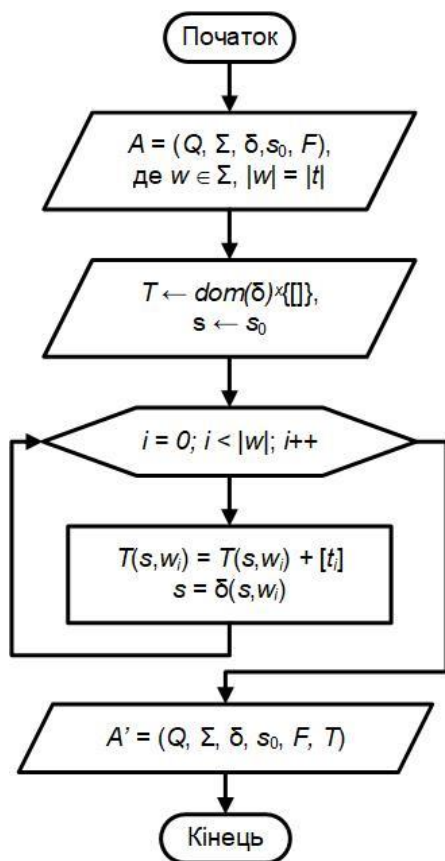 Початок
A = (Q, Σ, δ,s₀, F),
де w ∈ Σ, |w| = |t|
T ← dom(δ)ˣ{[]},
s ← s₀
i = 0; i < |w|; i++
T(s,wᵢ) = T(s,wᵢ) + [tᵢ]
s = δ(s,wᵢ)
A’ = (Q, Σ, δ, s₀, F, T)
Кінець